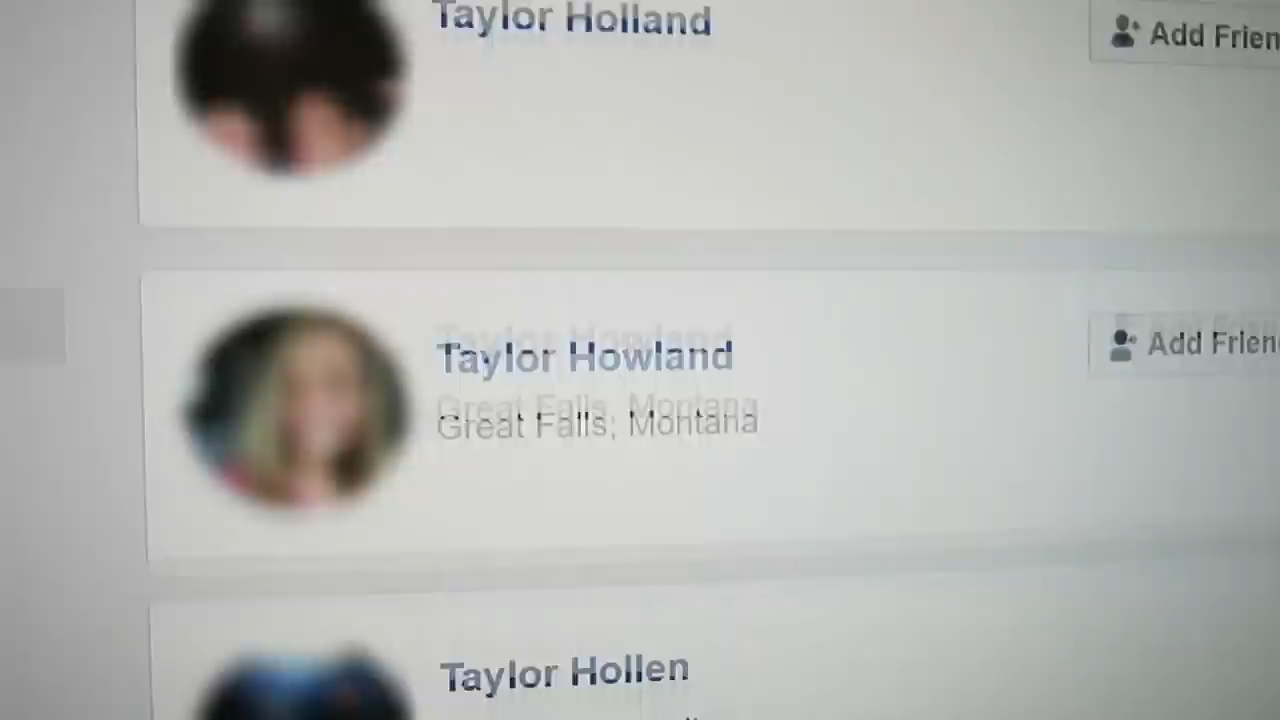 Taylor Holland
Add Frien
Taylor Howland
Add Frien
Great Falls, Montana
Taylor Hollen